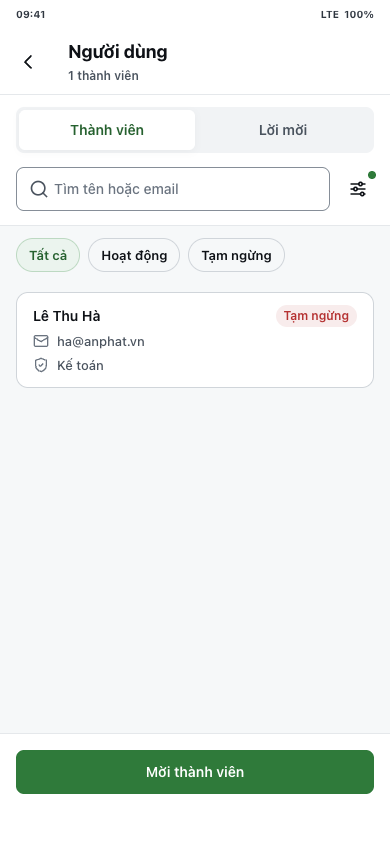 09:41
LTE 100%
Người dùng
1 thành viên
Thành viên
Lời mời
Tìm tên hoặc email
Tất cả
Hoạt động
Tạm ngừng
Lê Thu Hà
Tạm ngừng
ha@anphat.vn
Kế toán
Mời thành viên